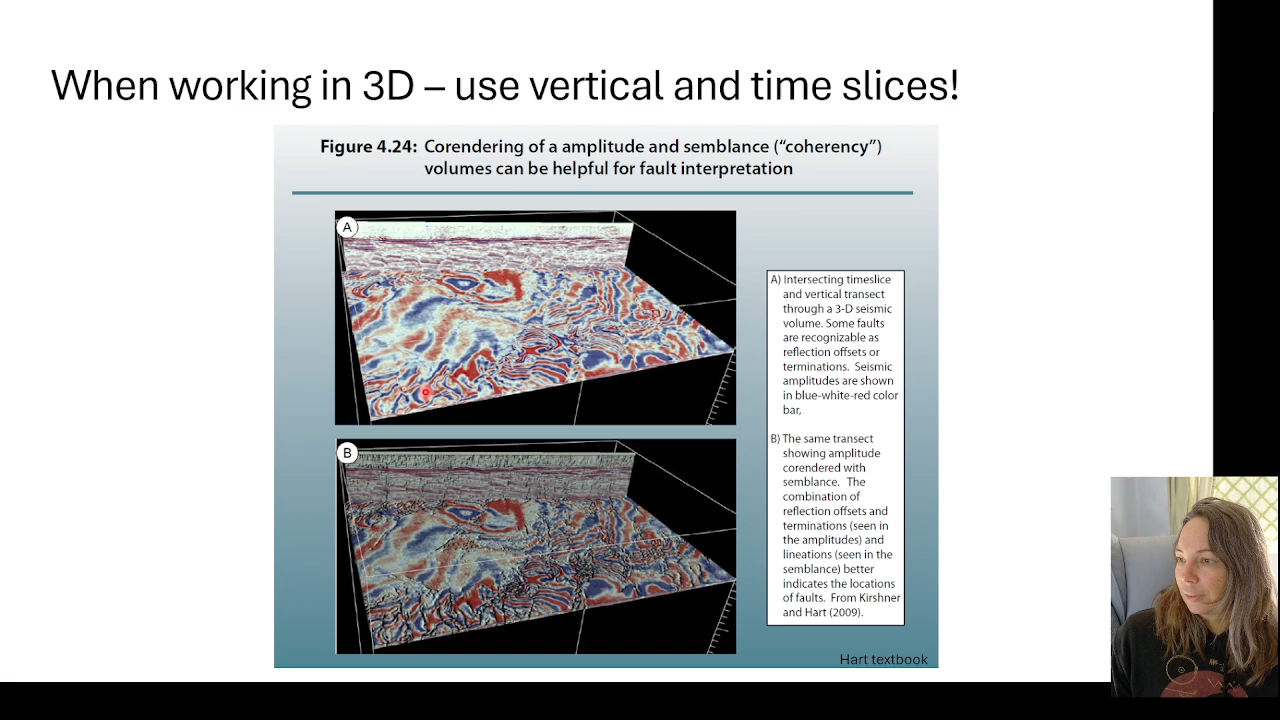 When working in 3D – use vertical and time slices!
Figure 4.24: Corendering of a amplitude and semblance (“coherency”)
volumes can be helpful for fault interpretation
A
A) Intersecting timeslice
and vertical transect
through a 3-D seismic
volume. Some faults
are recognizable as
reflection offsets or
terminations. Seismic
amplitudes are shown
in blue-white-red color
bar,
B
B) The same transect
showing amplitude
corendered with
semblance. The
combination of
reflection offsets and
terminations (seen in
the amplitudes) and
lineations (seen in the
semblance) better
indicates the locations
of faults. From Kirshner
and Hart (2009).
Hart textbook